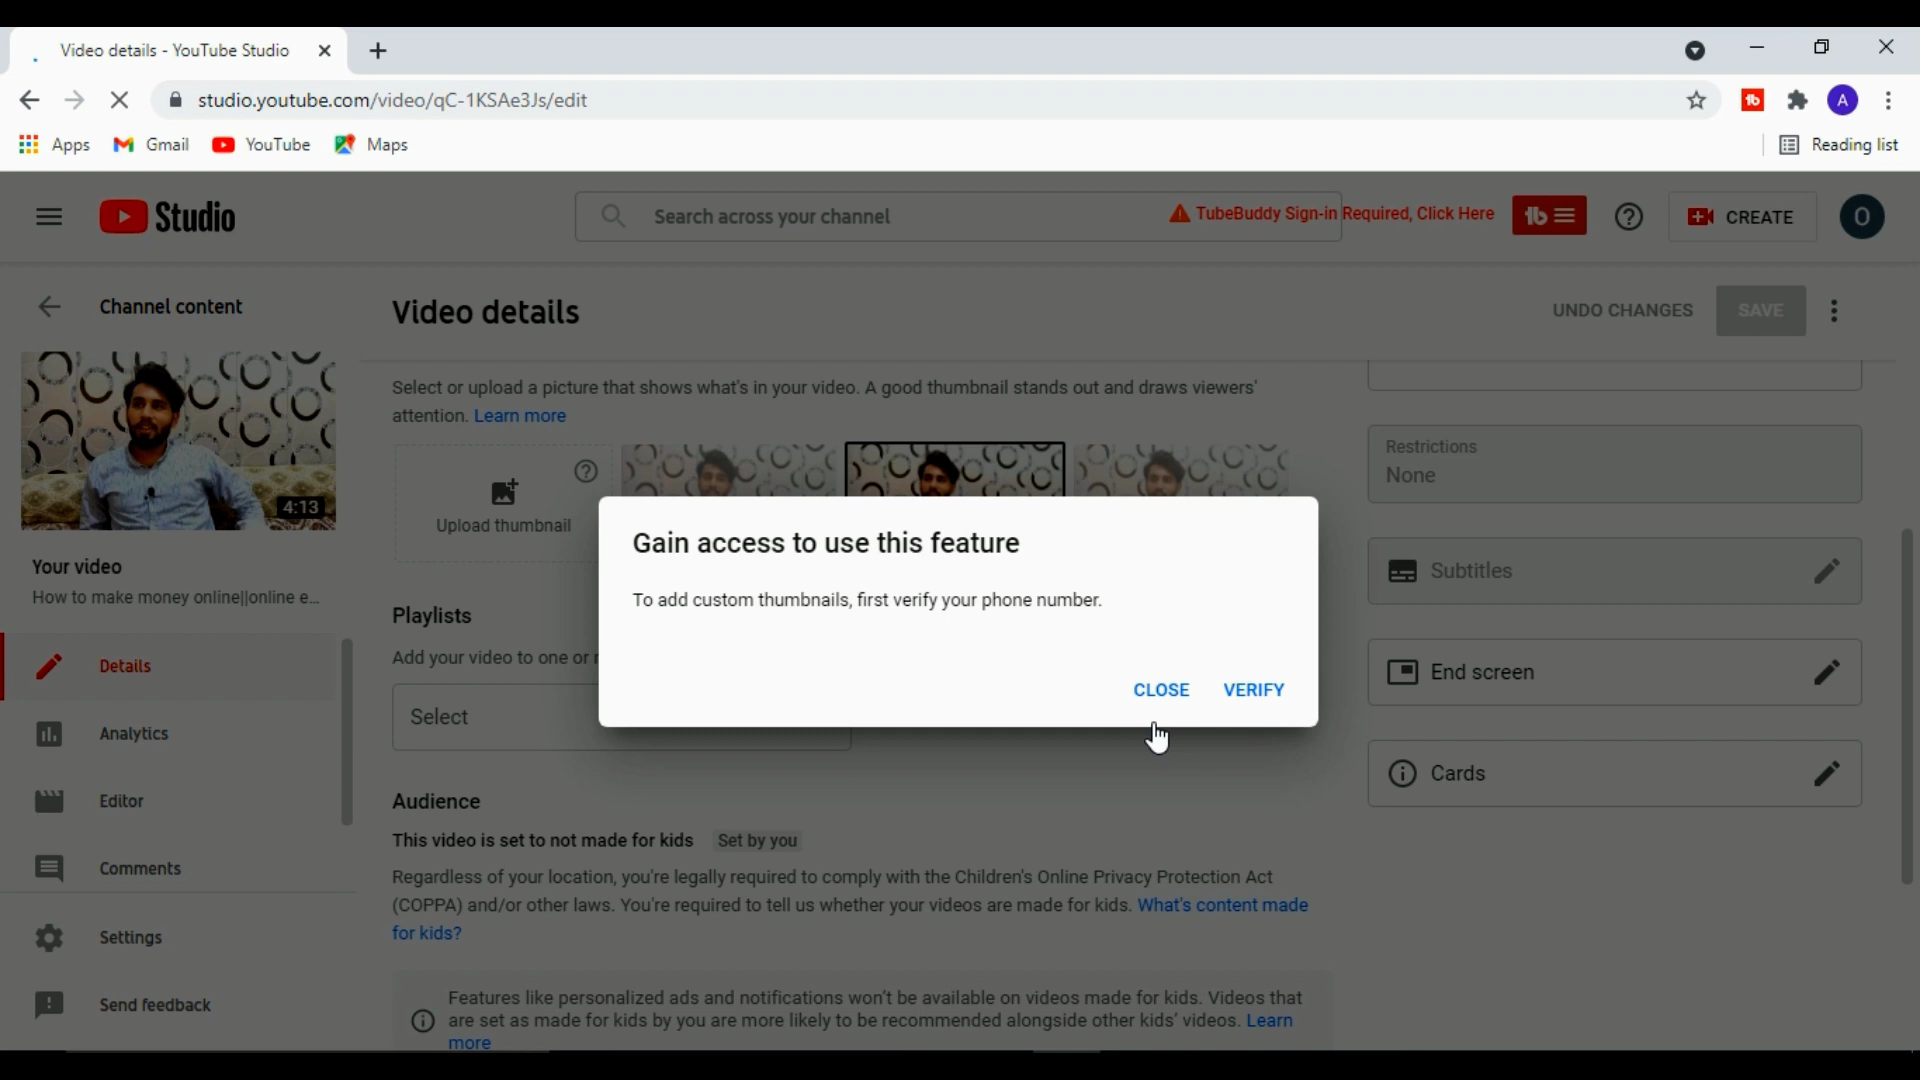 Video details - YouTube Studio
studio.youtube.com/video/qC-1KSAe3Js/edit
A
Apps
Gmail
YouTube
Maps
Reading list
Studio
Search across your channel
TubeBuddy Sign-in Required, Click Here
CREATE
O
Channel content
Video details
UNDO CHANGES
SAVE
4:13
Your video
How to make money online||online e...
Details
Analytics
Editor
Comments
Settings
Send feedback
Select or upload a picture that shows what's in your video. A good thumbnail stands out and draws viewers'
attention. Learn more
Upload thumbnail
Gain access to use this feature
To add custom thumbnails, first verify your phone number.
CLOSE
VERIFY
Playlists
Add your video to one or
Select
Audience
This video is set to not made for kids
Set by you
Regardless of your location, you're legally required to comply with the Children's Online Privacy Protection Act
(COPPA) and/or other laws. You're required to tell us whether your videos are made for kids. What's content made
for kids?
Features like personalized ads and notifications won't be available on videos made for kids. Videos that
are set as made for kids by you are more likely to be recommended alongside other kids' videos. Learn
more
Restrictions
None
Subtitles
End screen
Cards